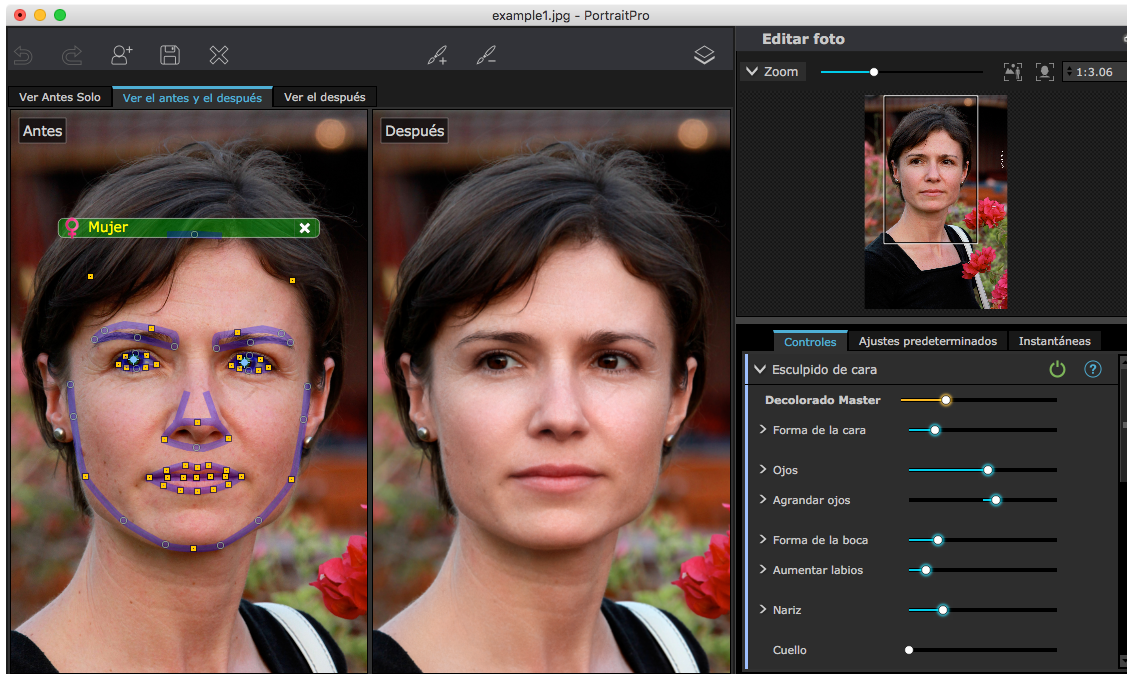 example1.jpg - PortraitPro
Editar foto
Zoom
1:3.06
Ver Antes Solo
Ver el antes y el después
Ver el después
Antes
Después
Mujer
Controles
Ajustes predeterminados
Instantáneas
Esculpido de cara
?
Decolorado Master
Forma de la cara
Ojos
Agrandar ojos
Forma de la boca
Aumentar labios
Nariz
Cuello